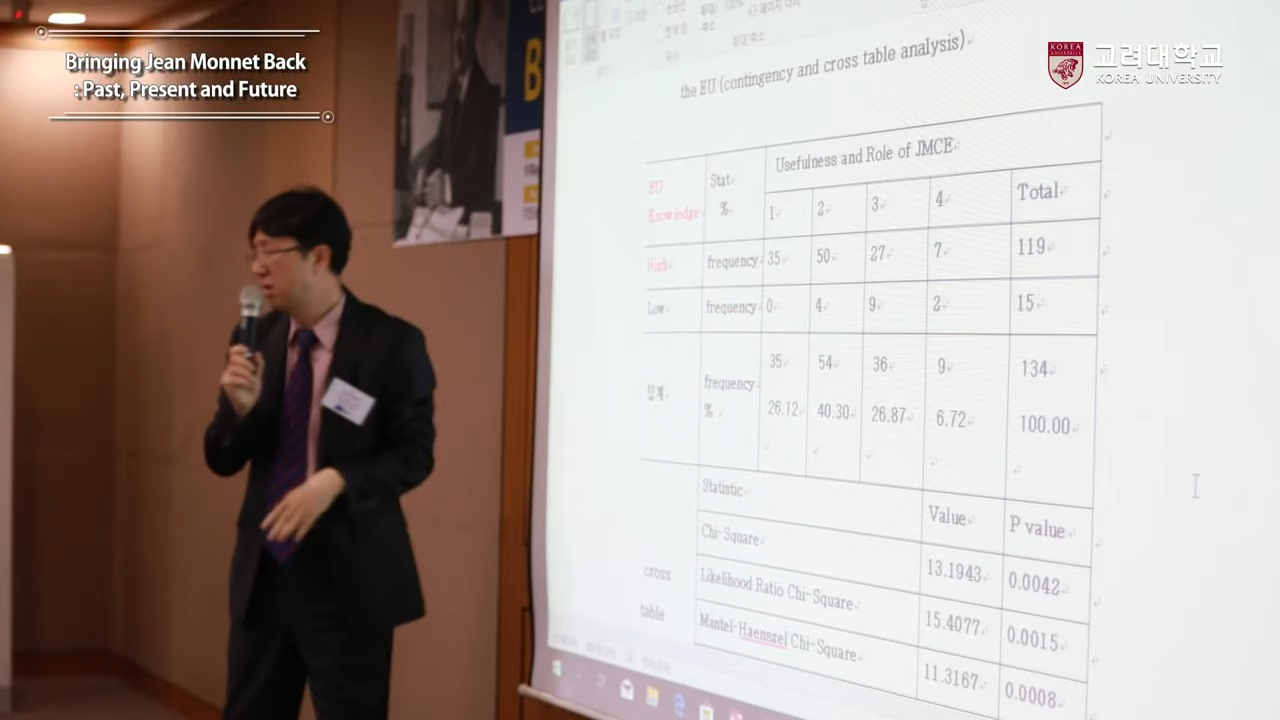 Bringing Jean Monnet Back
: Past, Present and Future
KOREA
고려대학교
KOREA UNIVERSITY
B
the EU (contingency and cross table analysis)
EU Knowledge Stat % Usefulness and Role of JMCE
1 2 3 4 Total
High frequency 35 50 27 7 119
Low frequency 0 4 9 2 15
합계 frequency 35 54 36 9 134
% 26.12 40.30 26.87 6.72 100.00
cross table
Statistic Value P value
Chi-Square 13.1943 0.0042
Likelihood Ratio Chi-Square 15.4077 0.0015
Mantel-Haenszel Chi-Square 11.3167 0.0008